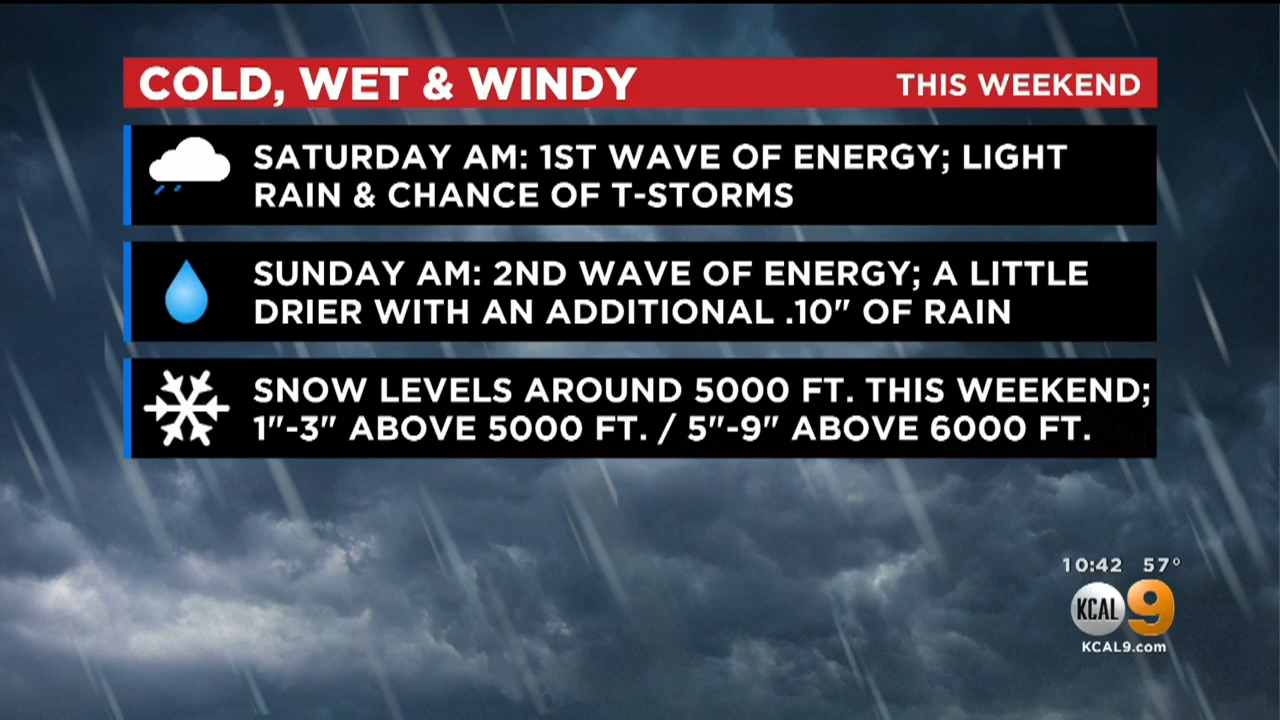 COLD, WET & WINDY THIS WEEKEND
SATURDAY AM: 1ST WAVE OF ENERGY; LIGHT
RAIN & CHANCE OF T-STORMS
SUNDAY AM: 2ND WAVE OF ENERGY; A LITTLE
DRIER WITH AN ADDITIONAL .10" OF RAIN
SNOW LEVELS AROUND 5000 FT. THIS WEEKEND;
1"-3" ABOVE 5000 FT. / 5"-9" ABOVE 6000 FT.
10:42 57°
KCAL 9
KCAL9.com